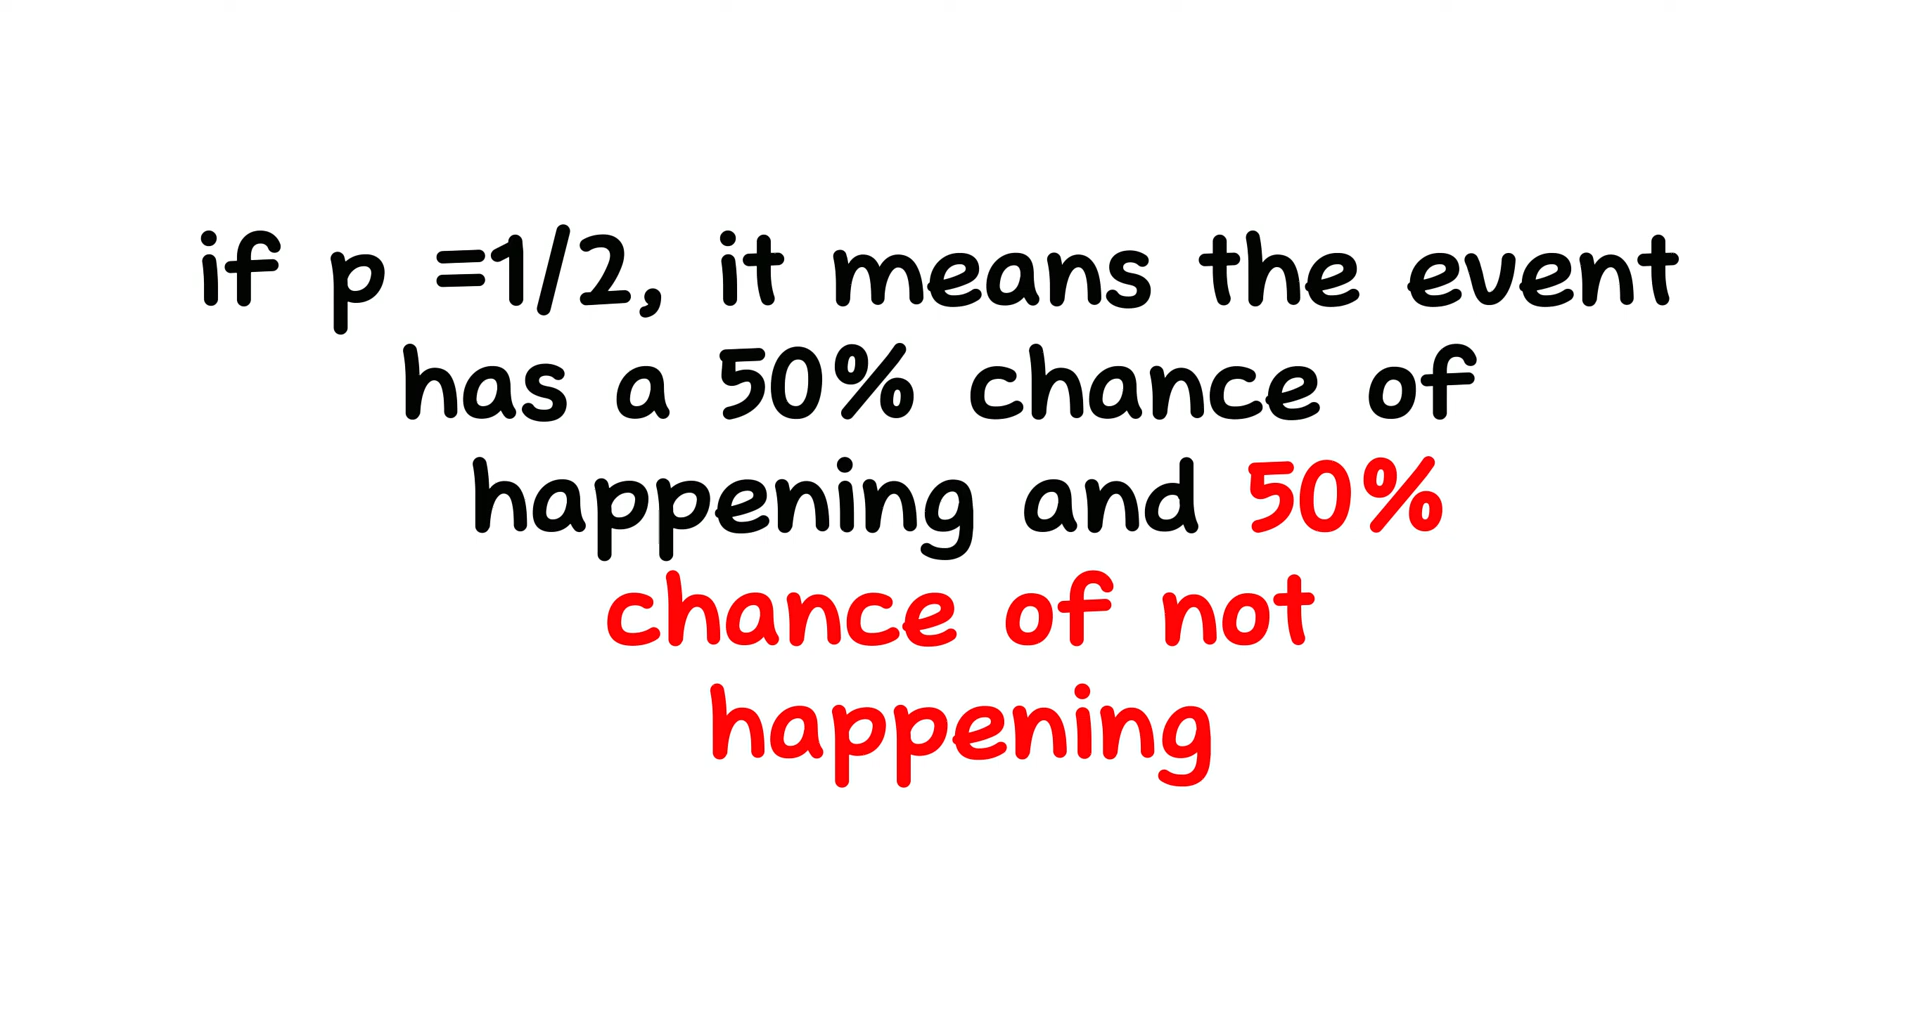 if p =1/2, it means the event
has a 50% chance of
happening and 50%
chance of not
happening